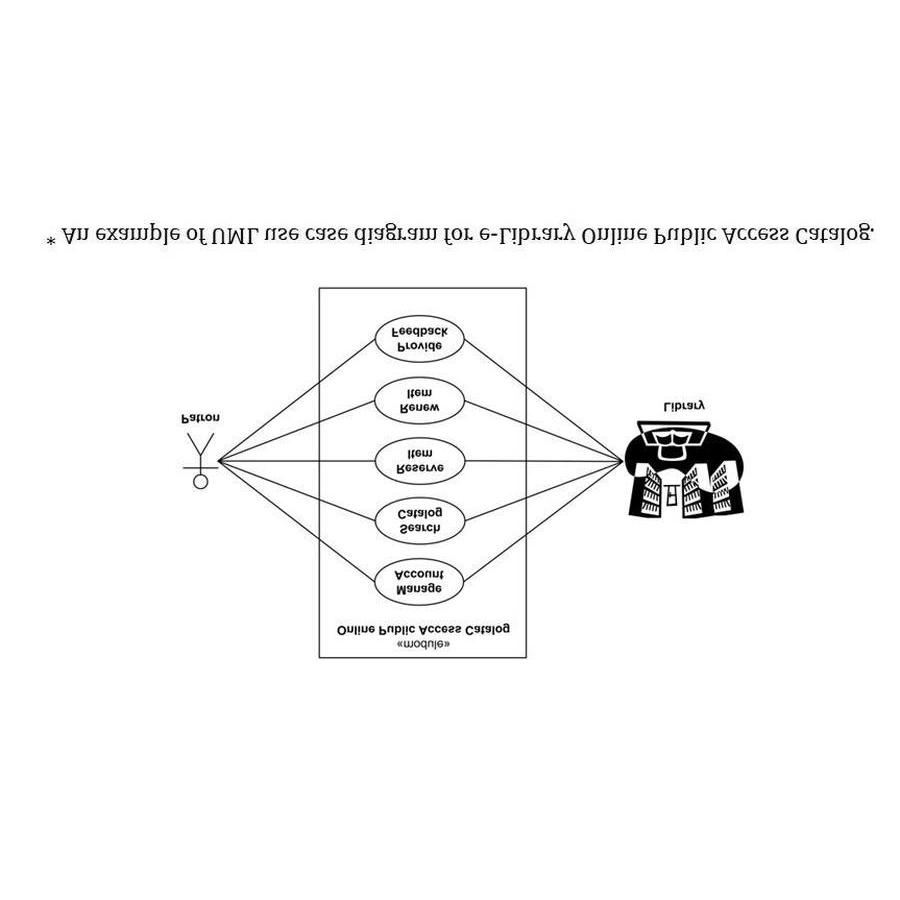 «module»
Online Public Access Catalog
Manage
Account
Search
Catalog
Reserve
Item
Renew
Item
Provide
Feedback
Patron
Library
* An example of UML use case diagram for e-Library Online Public Access Catalog.